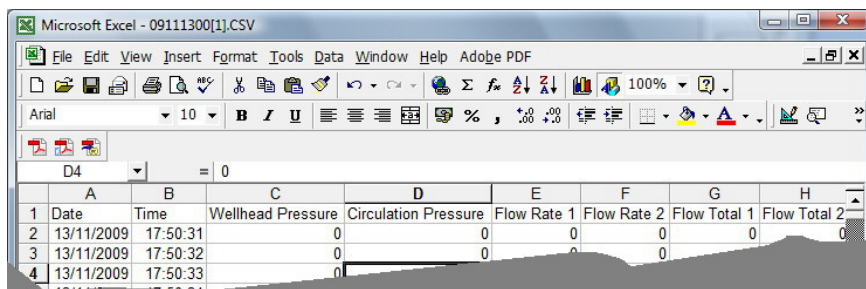 Microsoft Excel - 09111300[1].CSV
File Edit View Insert Format Tools Data Window Help Adobe PDF
100%
Arial 10 B I U % ,
D4 = 0
A B C D E F G H
1 Date Time Wellhead Pressure Circulation Pressure Flow Rate 1 Flow Rate 2 Flow Total 1 Flow Total 2
2 13/11/2009 17:50:31 0 0 0 0 0 0
3 13/11/2009 17:50:32 0 0 0 0
4 13/11/2009 17:50:33 0